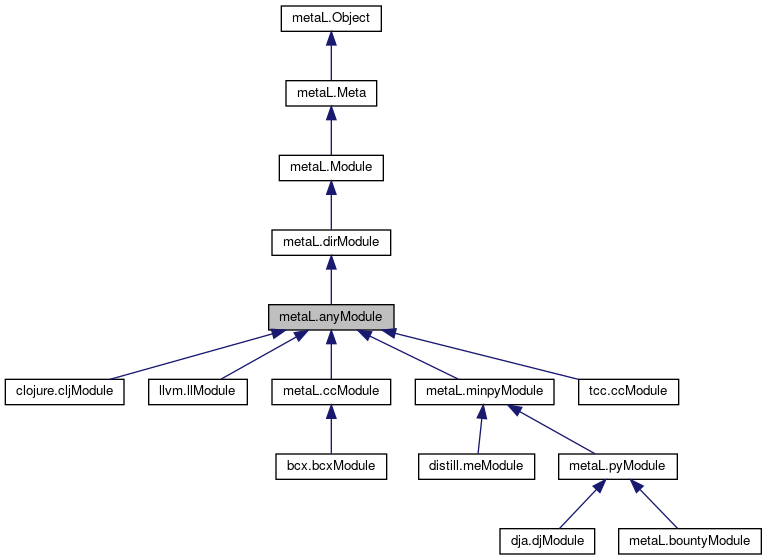 metaL.Object
metaL.Meta
metaL.Module
metaL.dirModule
metaL.anyModule
clojure.cljModule
llvm.llModule
metaL.ccModule
metaL.minpyModule
tcc.ccModule
bcx.bcxModule
distill.meModule
metaL.pyModule
dja.djModule
metaL.bountyModule